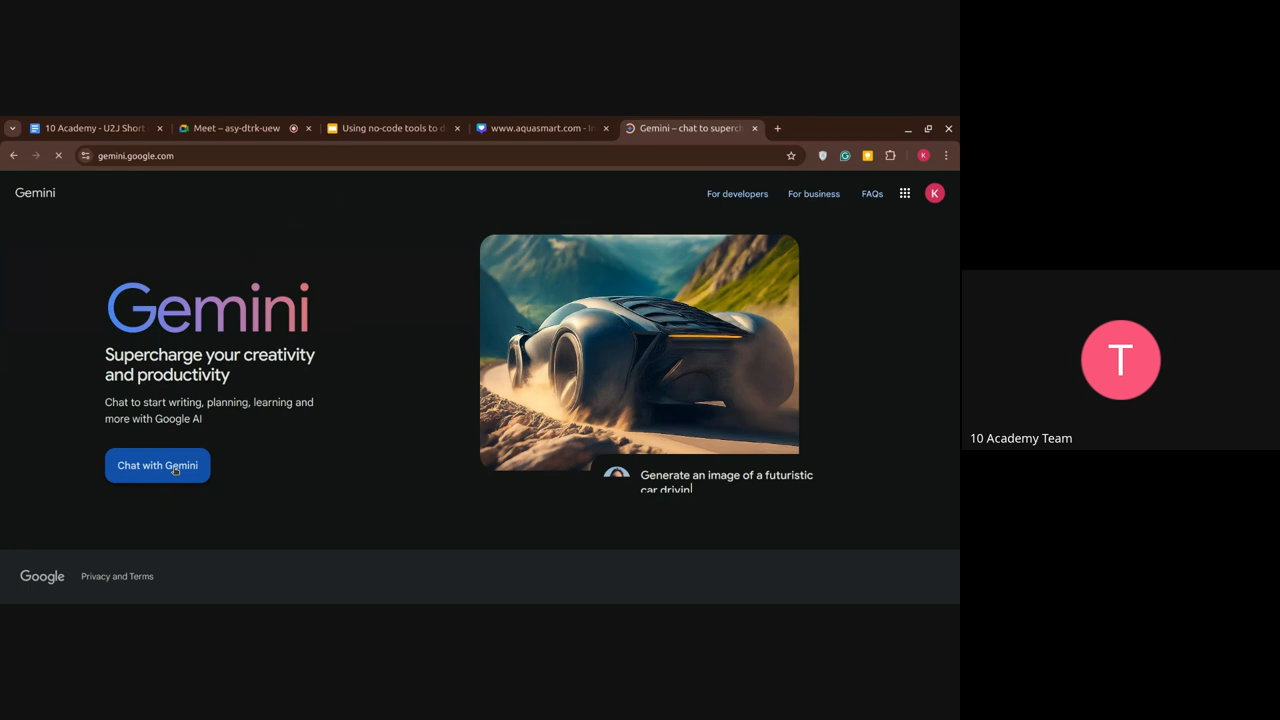 10 Academy - U2J Short
Meet – asy-dtrk-uew
Using no-code tools to d
www.aquasmart.com - In
Gemini – chat to superch
gemini.google.com
K
Gemini
For developers
For business
FAQs
K
Gemini
Supercharge your creativity
and productivity
Chat to start writing, planning, learning and
more with Google AI
Chat with Gemini
Generate an image of a futuristic
car drivin
Google
Privacy and Terms
T
10 Academy Team